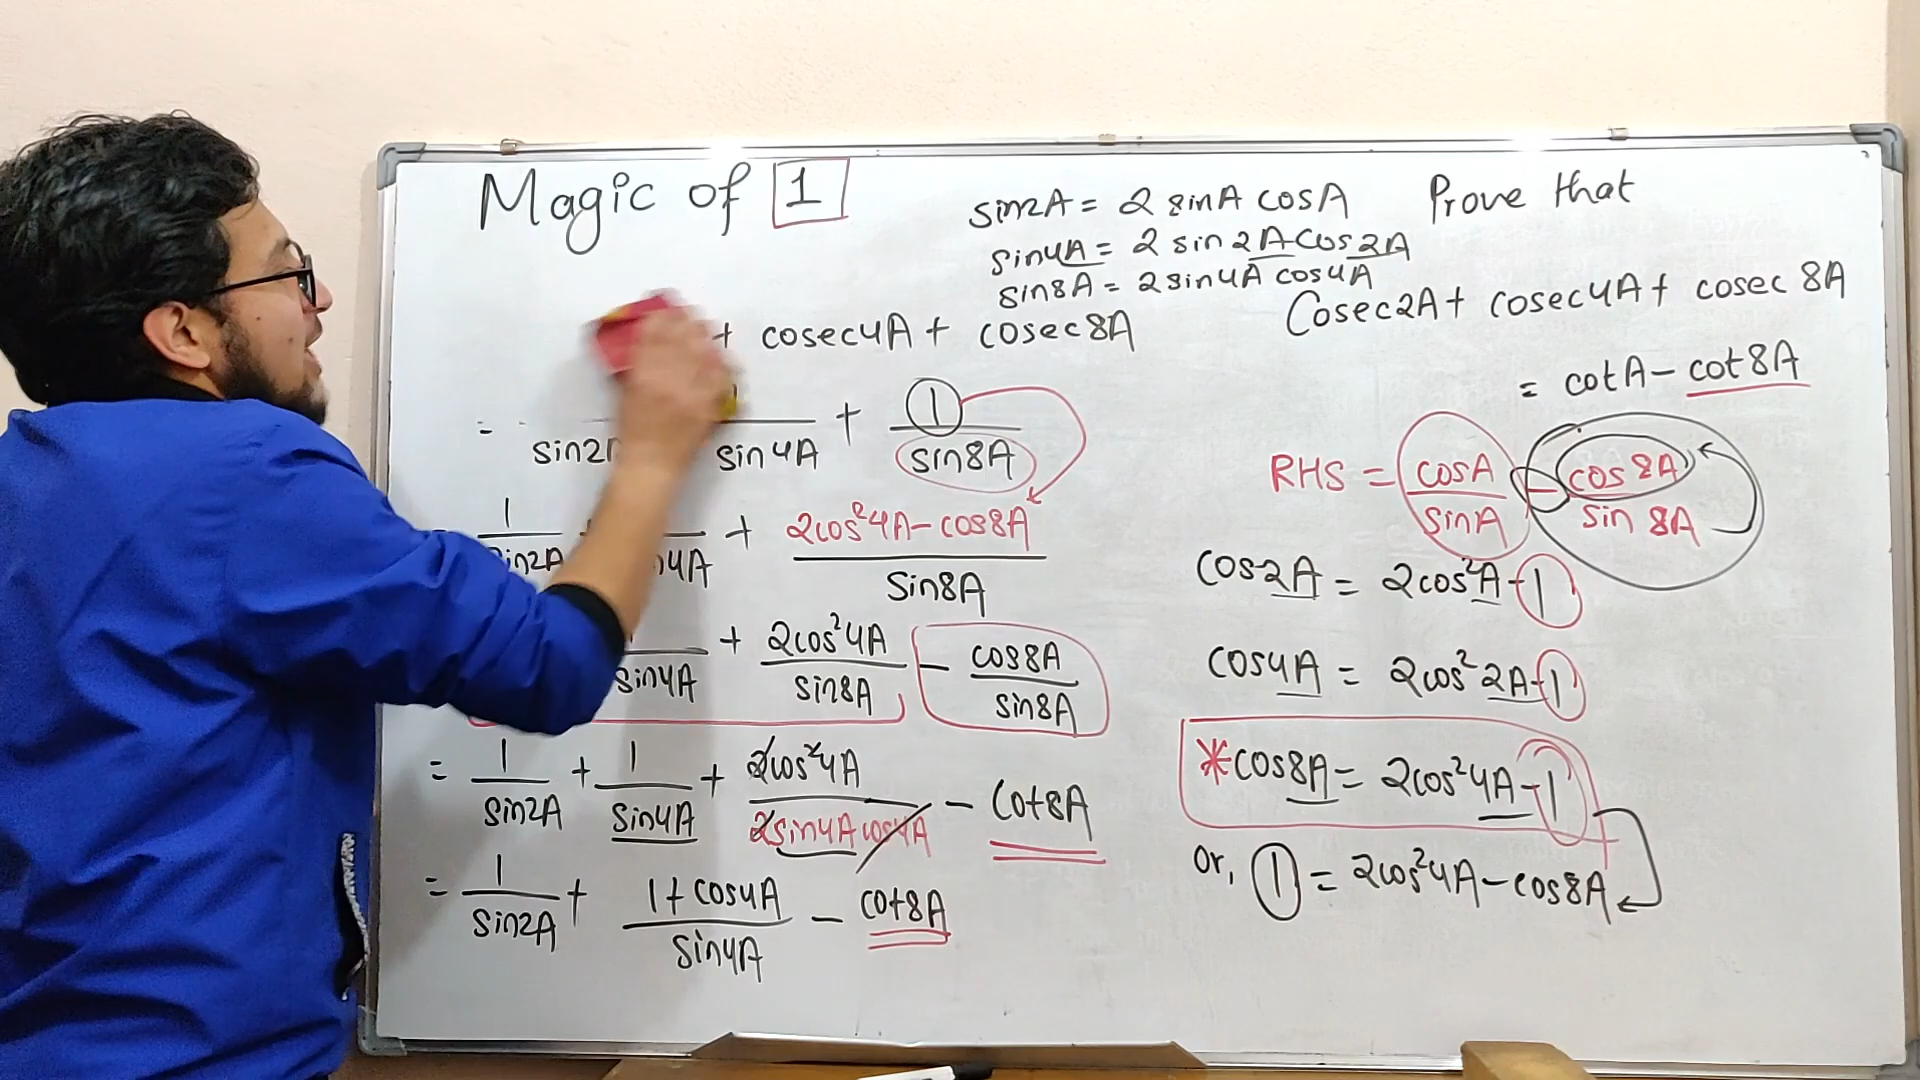 Magic of 1
+ cosec4A + cosec8A
= sin2 sin4A + 1/sin8A
1/sin2A n4A + 2cos²4A - cos8A/sin8A
sin4A + 2cos²4A/sin8A - cos8A/sin8A
= 1/sin2A + 1/sin4A + 2cos²4A/2sin4A cos4A - cot8A
= 1/sin2A + 1 + cos4A/sin4A - cot8A
sin2A = 2 sinA cosA
sin4A = 2 sin2A cos2A
sin8A = 2sin4A cos4A
Prove that
Cosec2A + cosec4A + cosec 8A
= cotA - cot8A
RHS = cosA/sinA - cos8A/sin 8A
cos2A = 2cos²A - 1
cos4A = 2cos²2A - 1
*cos8A = 2cos²4A - 1
or, 1 = 2cos²4A - cos8A